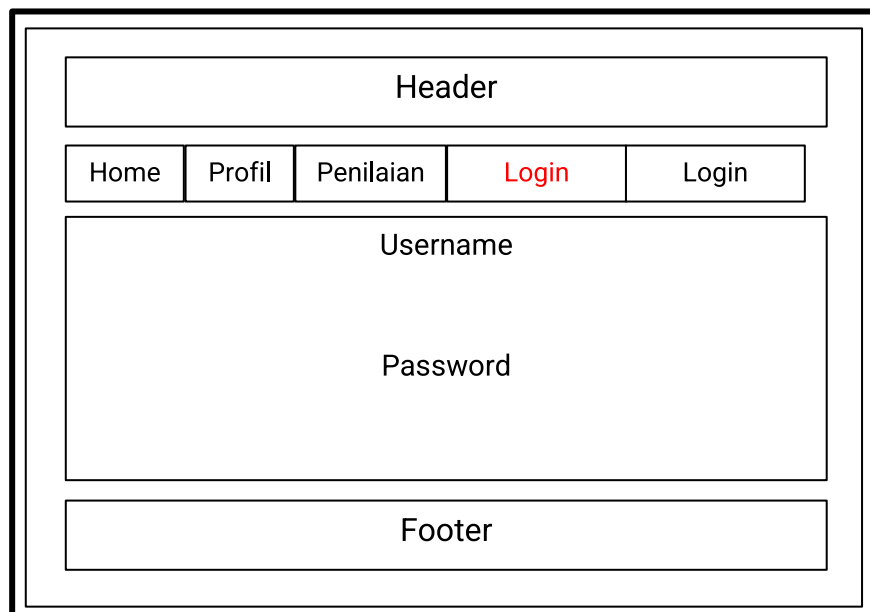 Header
Home Profil Penilaian Login Login
Username
Password
Footer